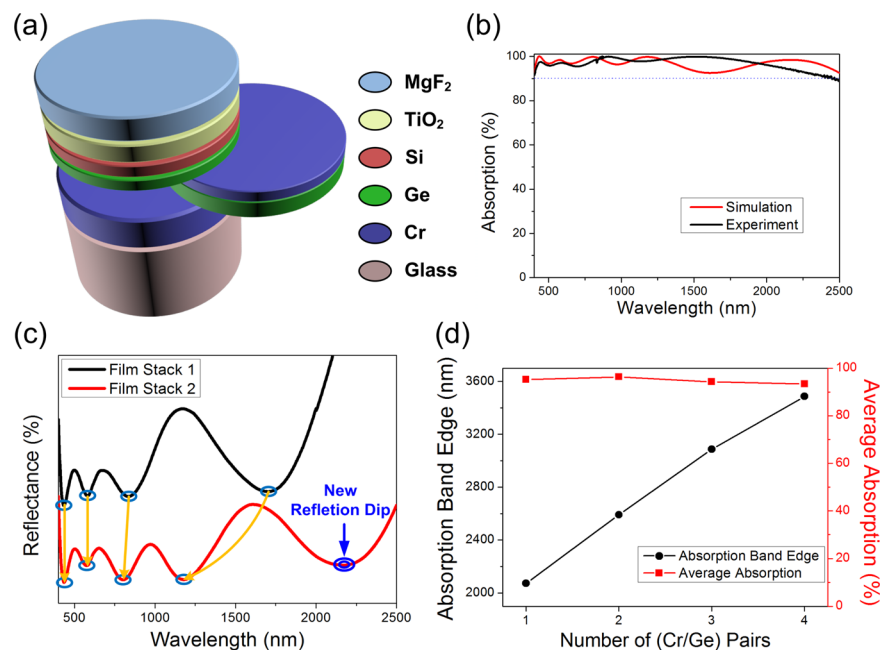 (a)
MgF2
TiO2
Si
Ge
Cr
Glass
(b)
Absorption (%)
100
80
60
40
20
0
500
1000
1500
2000
2500
Wavelength (nm)
Simulation
Experiment
(c)
Reflectance (%)
Film Stack 1
Film Stack 2
New
Refletion Dip
500
1000
1500
2000
2500
Wavelength (nm)
(d)
Absorption Band Edge (nm)
3600
3200
2800
2400
2000
1
2
3
4
Number of (Cr/Ge) Pairs
Absorption Band Edge
Average Absorption
100
80
60
40
20
0
Average Absorption (%)